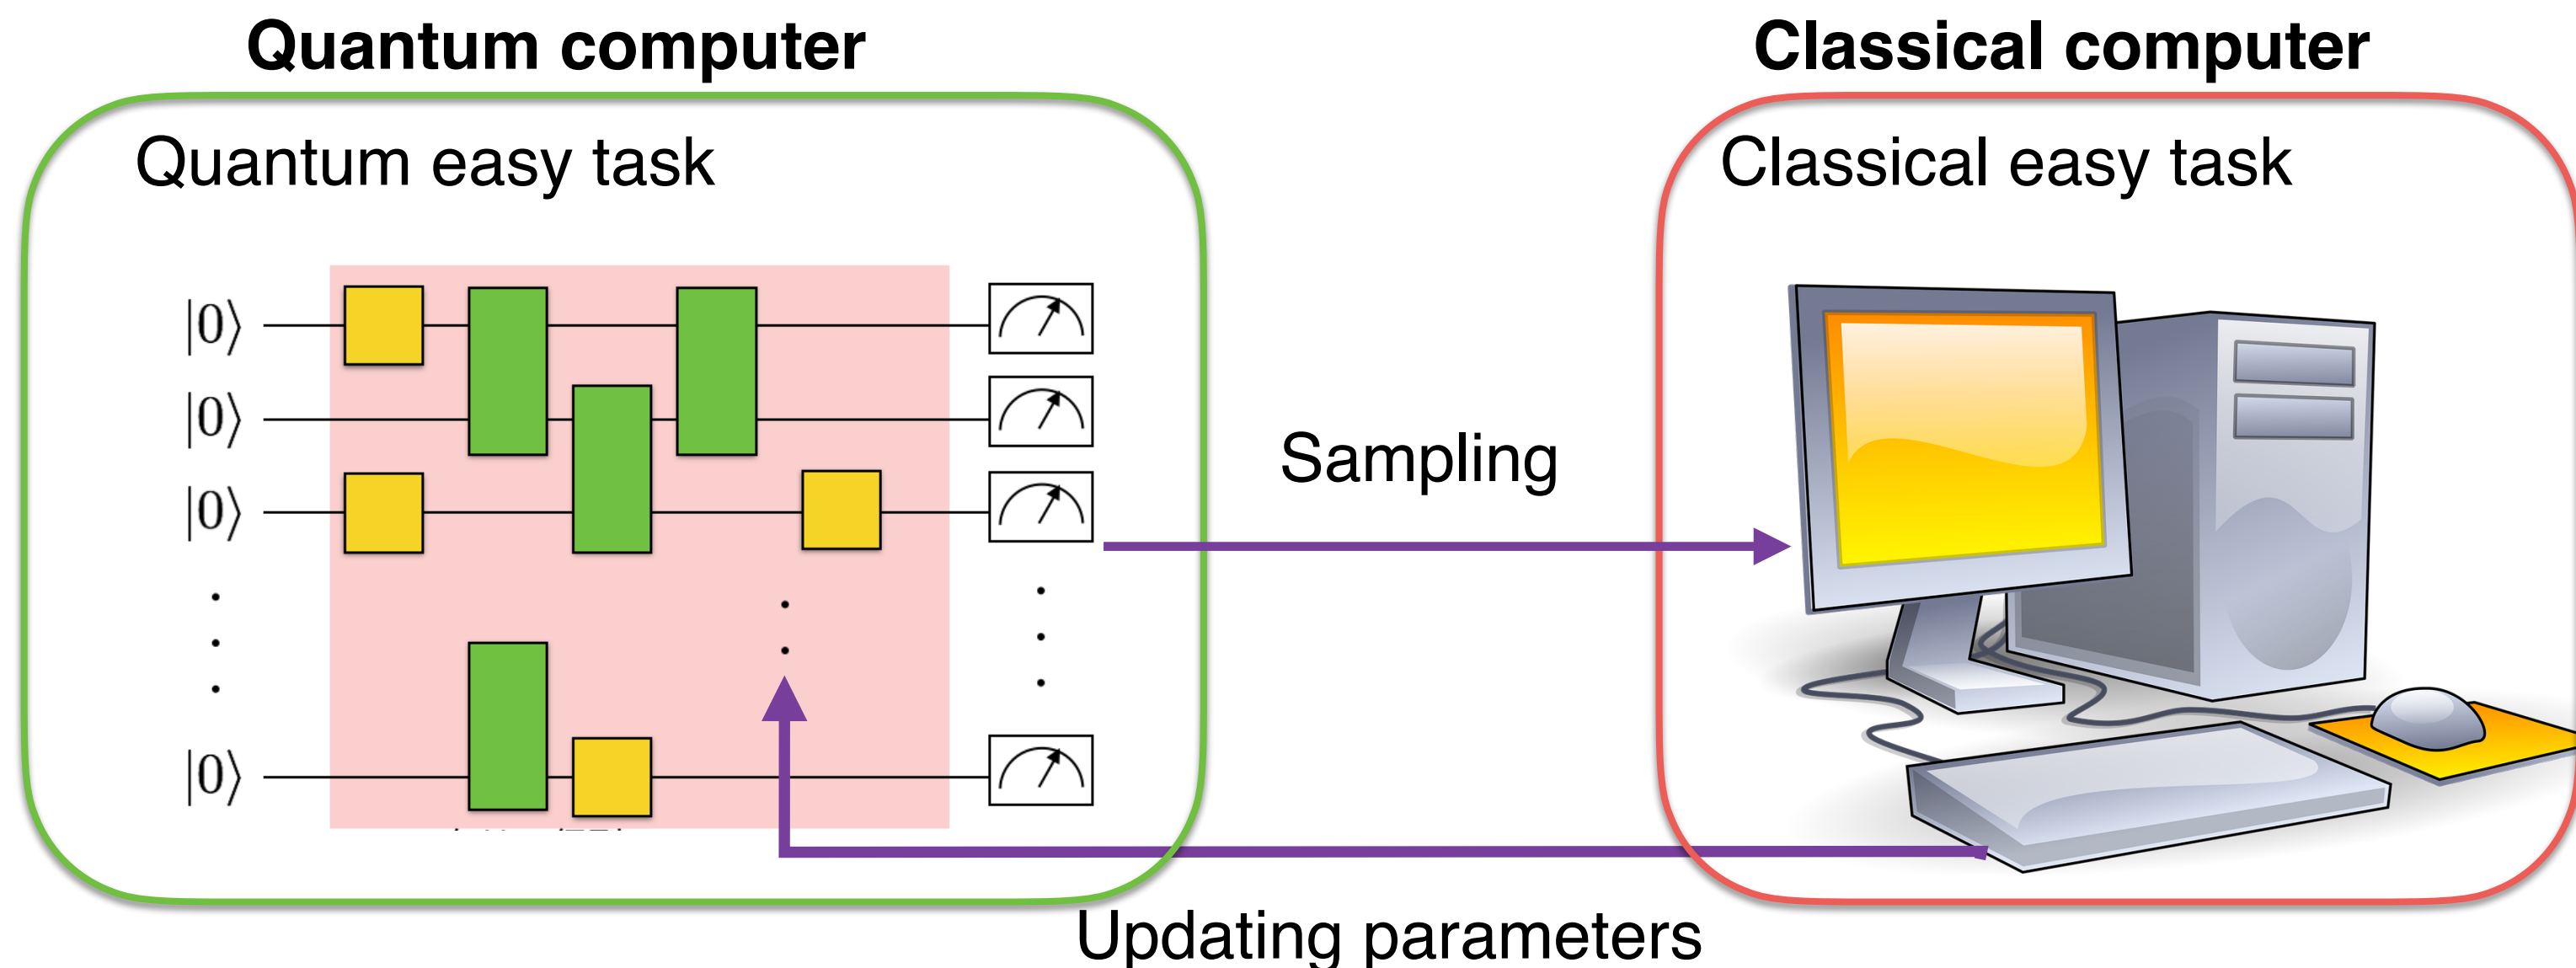 Quantum computer
Classical computer
Quantum easy task
Classical easy task
|0⟩
|0⟩
|0⟩
|0⟩
Sampling
Updating parameters